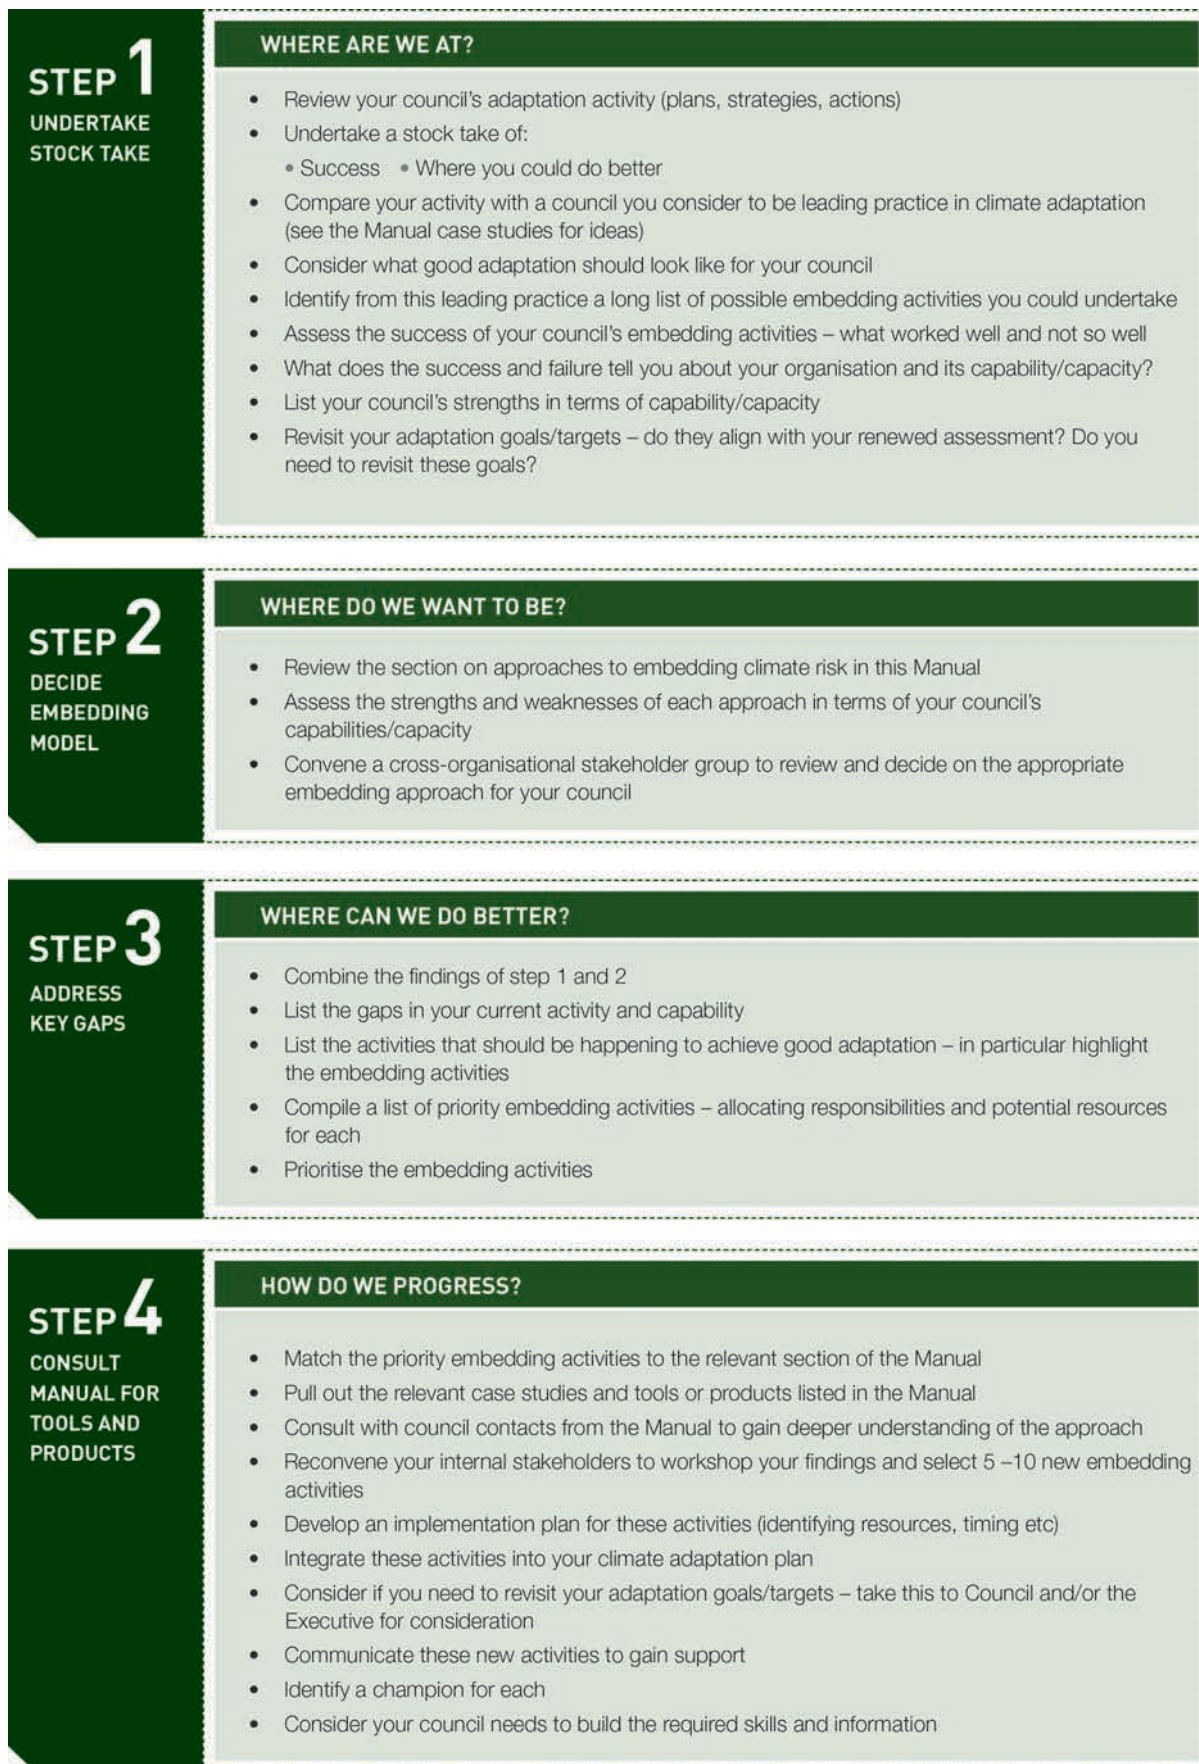 STEP 1
UNDERTAKE
STOCK TAKE
WHERE ARE WE AT?
• Review your council's adaptation activity (plans, strategies, actions)
• Undertake a stock take of:
• Success • Where you could do better
• Compare your activity with a council you consider to be leading practice in climate adaptation
(see the Manual case studies for ideas)
• Consider what good adaptation should look like for your council
• Identify from this leading practice a long list of possible embedding activities you could undertake
• Assess the success of your council's embedding activities – what worked well and not so well
• What does the success and failure tell you about your organisation and its capability/capacity?
• List your council's strengths in terms of capability/capacity
• Revisit your adaptation goals/targets – do they align with your renewed assessment? Do you
need to revisit these goals?
STEP 2
DECIDE
EMBEDDING
MODEL
WHERE DO WE WANT TO BE?
• Review the section on approaches to embedding climate risk in this Manual
• Assess the strengths and weaknesses of each approach in terms of your council's
capabilities/capacity
• Convene a cross-organisational stakeholder group to review and decide on the appropriate
embedding approach for your council
STEP 3
ADDRESS
KEY GAPS
WHERE CAN WE DO BETTER?
• Combine the findings of step 1 and 2
• List the gaps in your current activity and capability
• List the activities that should be happening to achieve good adaptation – in particular highlight
the embedding activities
• Compile a list of priority embedding activities – allocating responsibilities and potential resources
for each
• Prioritise the embedding activities
STEP 4
CONSULT
MANUAL FOR
TOOLS AND
PRODUCTS
HOW DO WE PROGRESS?
• Match the priority embedding activities to the relevant section of the Manual
• Pull out the relevant case studies and tools or products listed in the Manual
• Consult with council contacts from the Manual to gain deeper understanding of the approach
• Reconvene your internal stakeholders to workshop your findings and select 5 –10 new embedding
activities
• Develop an implementation plan for these activities (identifying resources, timing etc)
• Integrate these activities into your climate adaptation plan
• Consider if you need to revisit your adaptation goals/targets – take this to Council and/or the
Executive for consideration
• Communicate these new activities to gain support
• Identify a champion for each
• Consider your council needs to build the required skills and information